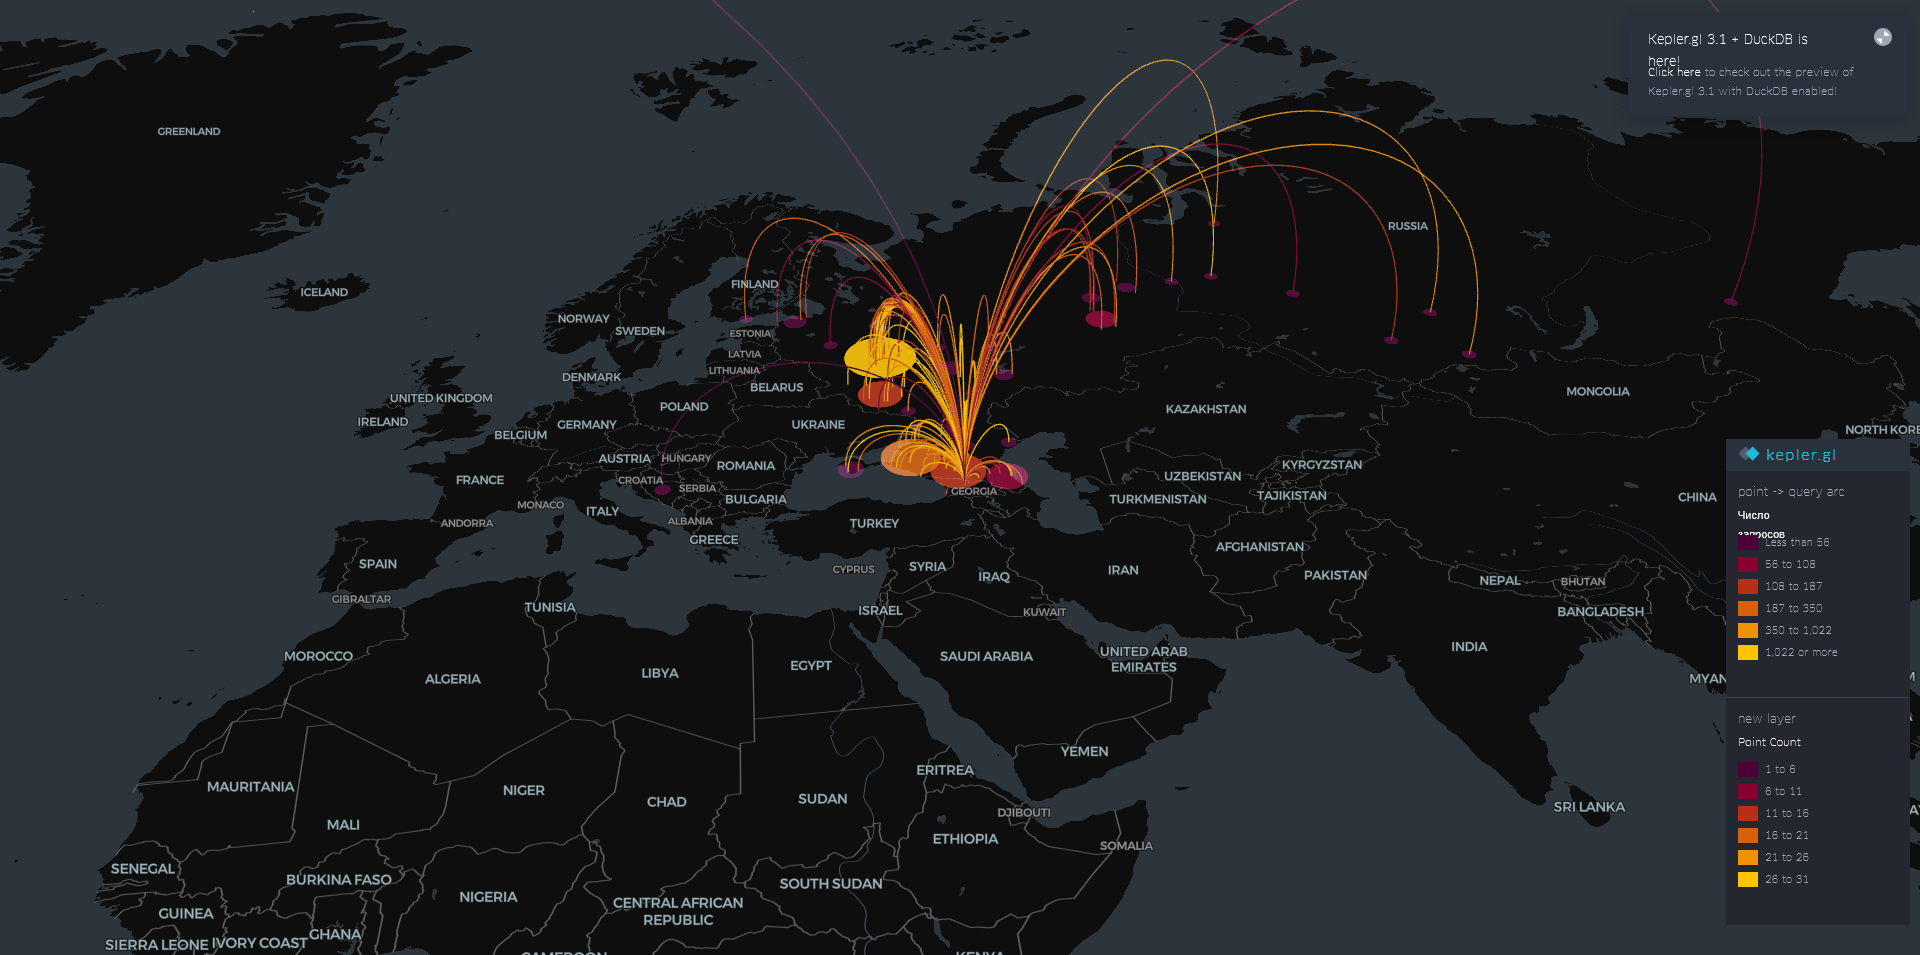 Kepler.gl 3.1 + DuckDB is
here!
Click here to check out the preview of
Kepler.gl 3.1 with DuckDB enabled!
GREENLAND
RUSSIA
FINLAND
ICELAND
NORWAY
SWEDEN
ESTONIA
LATVIA
LITHUANIA
DENMARK
BELARUS
MONGOLIA
UNITED KINGDOM
POLAND
KAZAKHSTAN
IRELAND
GERMANY
UKRAINE
NORTH KORE
BELGIUM
AUSTRIA
HUNGARY
ROMANIA
KYRGYZSTAN
FRANCE
CROATIA
SERBIA
UZBEKISTAN
GEORGIA
TURKMENISTAN
TAJIKISTAN
CHINA
BULGARIA
MONACO
ITALY
ANDORRA
ALBANIA
TURKEY
GREECE
AFGHANISTAN
SPAIN
CYPRUS
SYRIA
IRAQ
IRAN
PAKISTAN
NEPAL
BHUTAN
GIBRALTAR
TUNISIA
ISRAEL
KUWAIT
BANGLADESH
MOROCCO
SAUDI ARABIA
UNITED ARAB
EMIRATES
INDIA
ALGERIA
LIBYA
EGYPT
MYAN
YEMEN
ERITREA
MAURITANIA
NIGER
CHAD
SUDAN
DJIBOUTI
SRI LANKA
MALI
ETHIOPIA
SOMALIA
SENEGAL
BURKINA FASO
SOUTH SUDAN
NIGERIA
CENTRAL AFRICAN
REPUBLIC
GUINEA
GHANA
SIERRA LEONE
IVORY COAST
CAMEROON
KENYA
kepler.gl
point -> query arc
Число
запросов
Less than 56
56 to 108
108 to 187
187 to 350
350 to 1,022
1,022 or more
new layer
Point Count
1 to 6
6 to 11
11 to 16
16 to 21
21 to 26
26 to 31